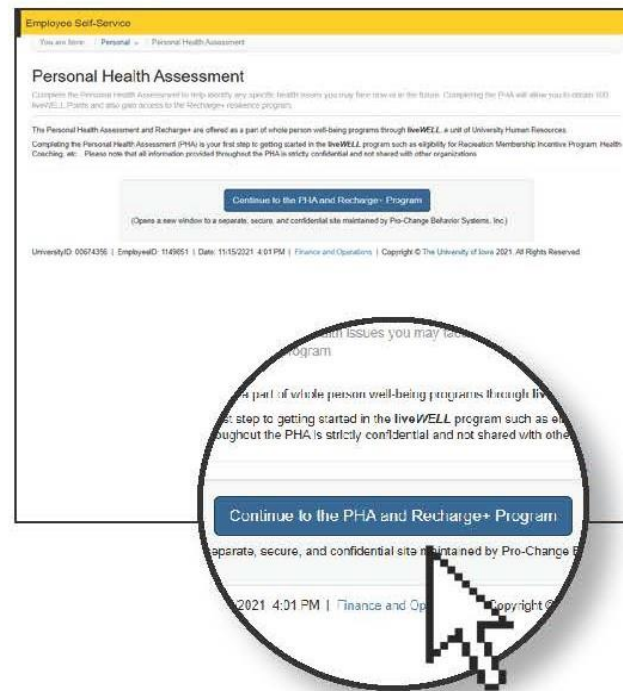 Employee Self-Service
You are here: / Personal / Personal Health Assessment
Personal Health Assessment
Complete the Personal Health Assessment to help identify any specific health issues you may face now or in the future. Completing the PHA will allow you to obtain 100
liveWELL Points and also gain access to the Recharge+ resilience program.
The Personal Health Assessment and Recharge+ are offered as a part of whole person well-being programs through liveWELL, a unit of University Human Resources.
Completing the Personal Health Assessment (PHA) is your first step to getting started in the liveWELL program such as eligibility for Recreation Membership Incentive Program, Health
Coaching, etc. Please note that all information provided throughout the PHA is strictly confidential and not shared with other organizations.
Continue to the PHA and Recharge+ Program
(Opens a new window to a separate, secure, and confidential site maintained by Pro-Change Behavior Systems, Inc.)
UniversityID: 00674356 | EmployeeID: 1149651 | Date: 11/15/2021 4:01 PM | Finance and Operations | Copyright © The University of Iowa 2021. All Rights Reserved.
health issues you may face
program
a part of whole person well-being programs through liv
st step to getting started in the liveWELL program such as el
oughout the PHA is strictly confidential and not shared with othe
Continue to the PHA and Recharge+ Program
eparate, secure, and confidential site maintained by Pro-Change B
2021 4:01 PM | Finance and Op Copyright ©